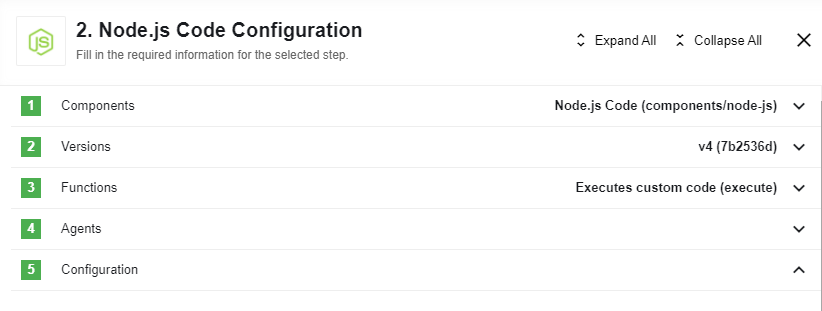 JS
2. Node.js Code Configuration
Fill in the required information for the selected step.
Expand All
Collapse All
1 Components Node.js Code (components/node-js)
2 Versions v4 (7b2536d)
3 Functions Executes custom code (execute)
4 Agents
5 Configuration